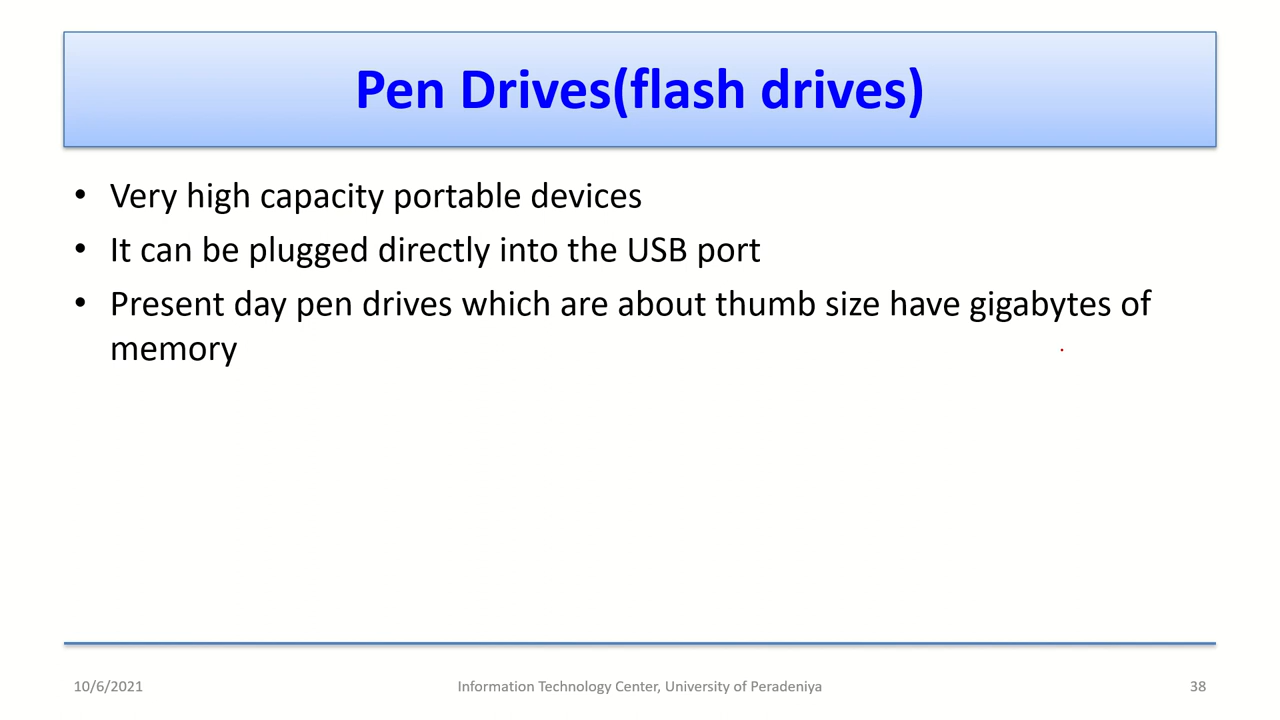 Pen Drives(flash drives)
• Very high capacity portable devices
• It can be plugged directly into the USB port
• Present day pen drives which are about thumb size have gigabytes of
memory
10/6/2021 Information Technology Center, University of Peradeniya 38